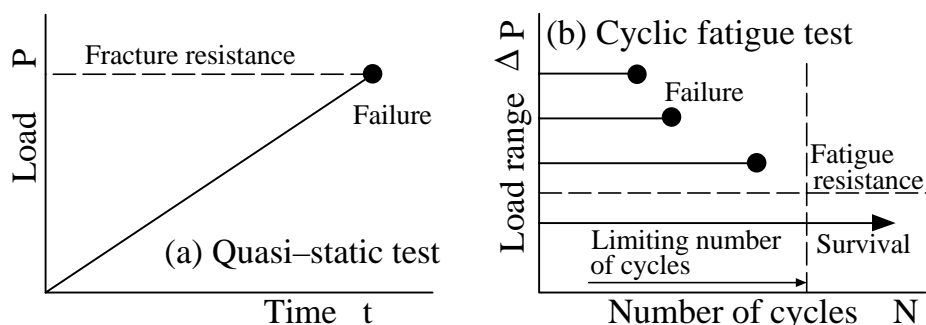 Load P
Fracture resistance
Failure
(a) Quasi–static test
Time t
Load range Δ P
(b) Cyclic fatigue test
Failure
Fatigue
resistance
Limiting number
of cycles
Survival
Number of cycles N